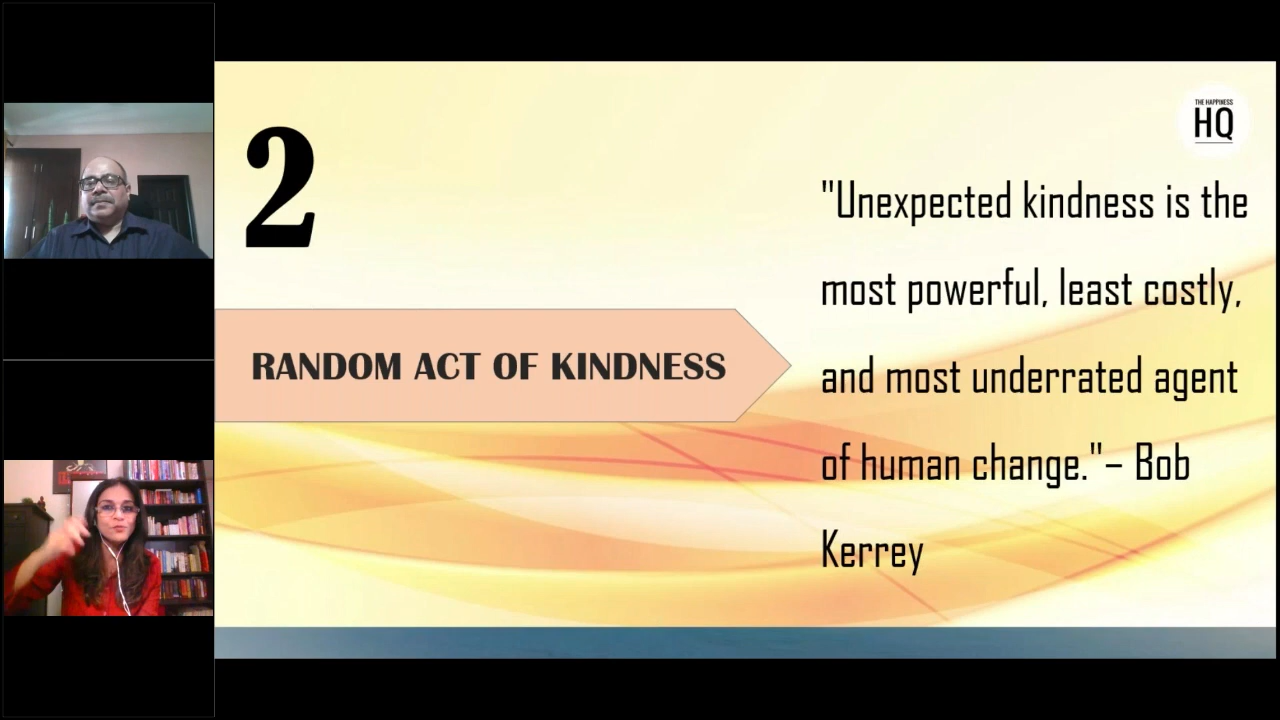 THE HAPPINESS
HQ
2
RANDOM ACT OF KINDNESS
"Unexpected kindness is the
most powerful, least costly,
and most underrated agent
of human change."– Bob
Kerrey